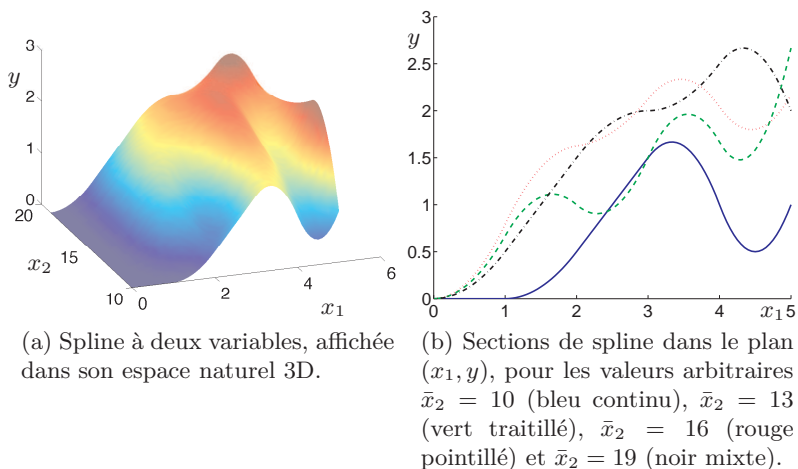 3
y
2
1
0
20
x₂
15
10
0
2
4
6
x₁
(a) Spline à deux variables, affichée
dans son espace naturel 3D.
3
y
2.5
2
1.5
1
0.5
0
0
1
2
3
4
x₁
5
(b) Sections de spline dans le plan
(x₁, y), pour les valeurs arbitraires
x̄₂ = 10 (bleu continu), x̄₂ = 13
(vert traitillé), x̄₂ = 16 (rouge
pointillé) et x̄₂ = 19 (noir mixte).